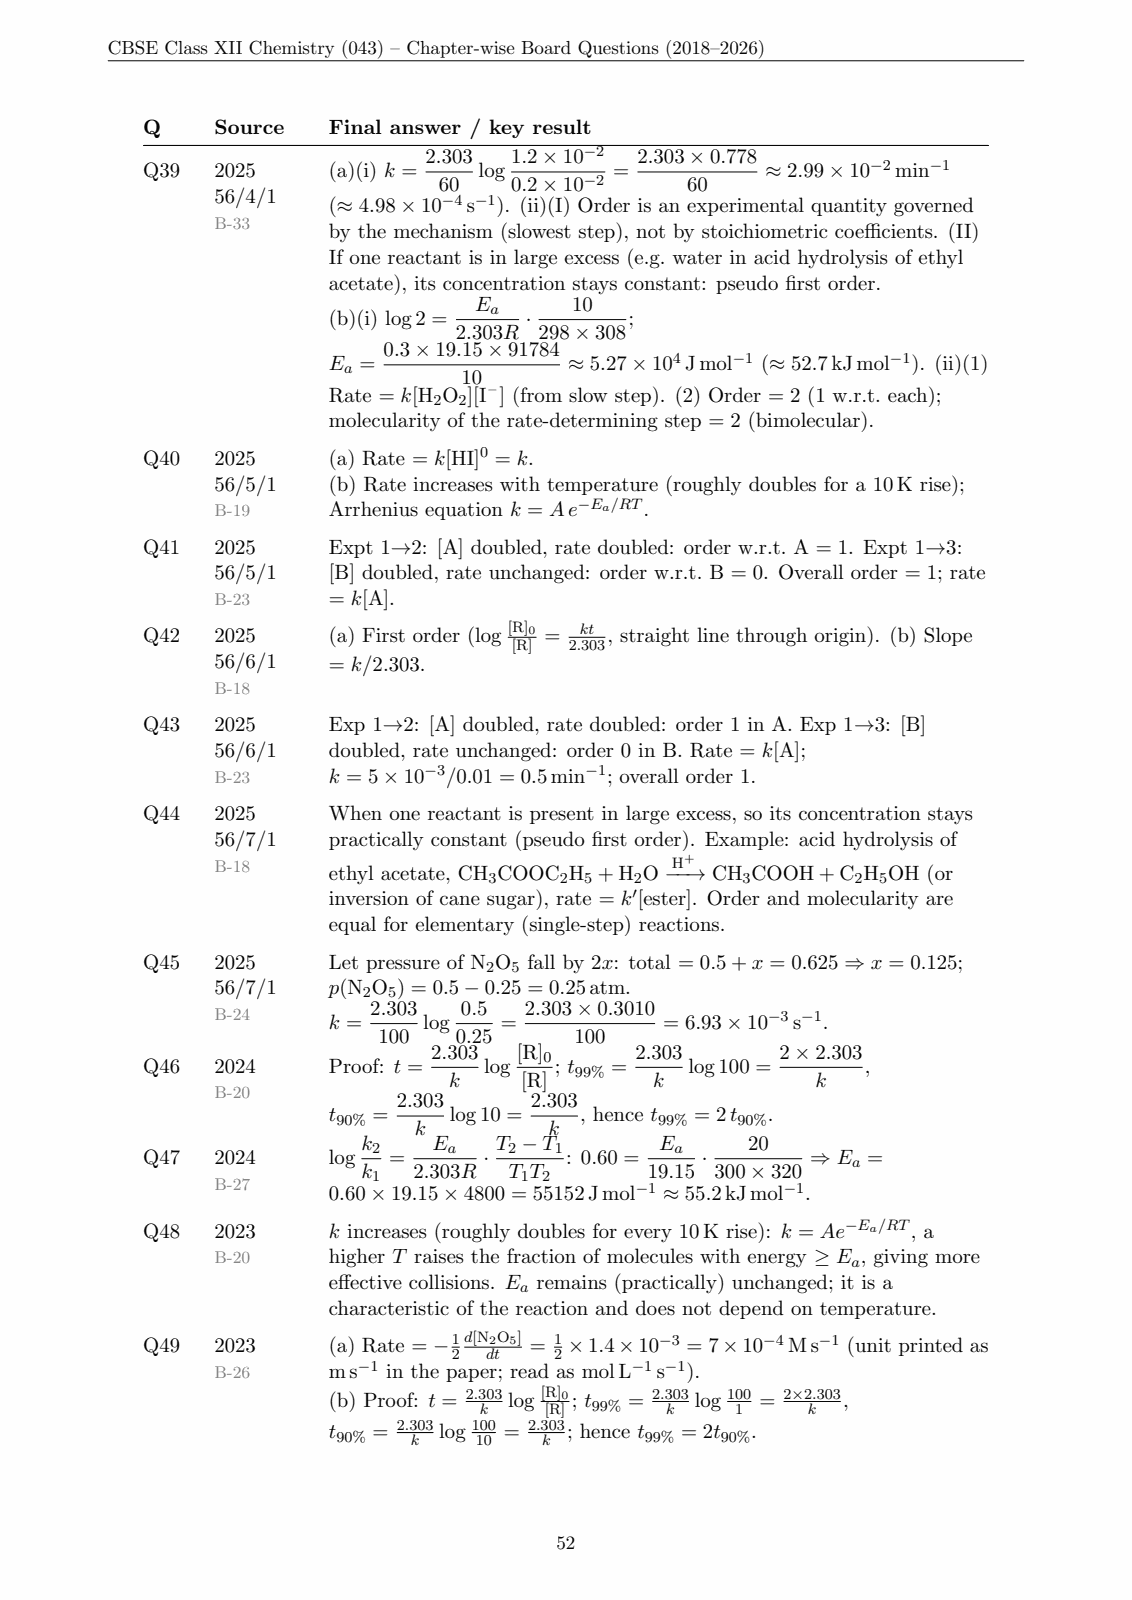 CBSE Class XII Chemistry (043) – Chapter-wise Board Questions (2018–2026)
Q Source Final answer / key result
Q39 2025 (a)(i) k = 2.303/60 log 1.2 × 10⁻²/0.2 × 10⁻² = 2.303 × 0.778/60 ≈ 2.99 × 10⁻² min⁻¹
56/4/1 (≈ 4.98 × 10⁻⁴ s⁻¹). (ii)(I) Order is an experimental quantity governed
B-33 by the mechanism (slowest step), not by stoichiometric coefficients. (II)
If one reactant is in large excess (e.g. water in acid hydrolysis of ethyl
acetate), its concentration stays constant: pseudo first order.
(b)(i) log 2 = Eₐ/2.303R · 10/298 × 308;
Eₐ = 0.3 × 19.15 × 91784/10 ≈ 5.27 × 10⁴ J mol⁻¹ (≈ 52.7 kJ mol⁻¹). (ii)(1)
Rate = k[H₂O₂][I⁻] (from slow step). (2) Order = 2 (1 w.r.t. each);
molecularity of the rate-determining step = 2 (bimolecular).
Q40 2025 (a) Rate = k[HI]⁰ = k.
56/5/1 (b) Rate increases with temperature (roughly doubles for a 10 K rise);
B-19 Arrhenius equation k = A e^(−Eₐ/RT).
Q41 2025 Expt 1→2: [A] doubled, rate doubled: order w.r.t. A = 1. Expt 1→3:
56/5/1 [B] doubled, rate unchanged: order w.r.t. B = 0. Overall order = 1; rate
B-23 = k[A].
Q42 2025 (a) First order (log [R]₀/[R] = kt/2.303, straight line through origin). (b) Slope
56/6/1 = k/2.303.
B-18
Q43 2025 Exp 1→2: [A] doubled, rate doubled: order 1 in A. Exp 1→3: [B]
56/6/1 doubled, rate unchanged: order 0 in B. Rate = k[A];
B-23 k = 5 × 10⁻³/0.01 = 0.5 min⁻¹; overall order 1.
Q44 2025 When one reactant is present in large excess, so its concentration stays
56/7/1 practically constant (pseudo first order). Example: acid hydrolysis of
B-18 ethyl acetate, CH₃COOC₂H₅ + H₂O —H⁺→ CH₃COOH + C₂H₅OH (or
inversion of cane sugar), rate = k′[ester]. Order and molecularity are
equal for elementary (single-step) reactions.
Q45 2025 Let pressure of N₂O₅ fall by 2x: total = 0.5 + x = 0.625 ⇒ x = 0.125;
56/7/1 p(N₂O₅) = 0.5 − 0.25 = 0.25 atm.
B-24 k = 2.303/100 log 0.5/0.25 = 2.303 × 0.3010/100 = 6.93 × 10⁻³ s⁻¹.
Q46 2024 Proof: t = 2.303/k log [R]₀/[R]; t₉₉% = 2.303/k log 100 = 2 × 2.303/k,
B-20 t₉₀% = 2.303/k log 10 = 2.303/k, hence t₉₉% = 2 t₉₀%.
Q47 2024 log k₂/k₁ = Eₐ/2.303R · T₂ − T₁/T₁T₂: 0.60 = Eₐ/19.15 · 20/300 × 320 ⇒ Eₐ =
B-27 0.60 × 19.15 × 4800 = 55152 J mol⁻¹ ≈ 55.2 kJ mol⁻¹.
Q48 2023 k increases (roughly doubles for every 10 K rise): k = Ae^(−Eₐ/RT), a
B-20 higher T raises the fraction of molecules with energy ≥ Eₐ, giving more
effective collisions. Eₐ remains (practically) unchanged; it is a
characteristic of the reaction and does not depend on temperature.
Q49 2023 (a) Rate = −1/2 d[N₂O₅]/dt = 1/2 × 1.4 × 10⁻³ = 7 × 10⁻⁴ M s⁻¹ (unit printed as
B-26 m s⁻¹ in the paper; read as mol L⁻¹ s⁻¹).
(b) Proof: t = 2.303/k log [R]₀/[R]; t₉₉% = 2.303/k log 100/1 = 2×2.303/k,
t₉₀% = 2.303/k log 100/10 = 2.303/k; hence t₉₉% = 2t₉₀%.
52